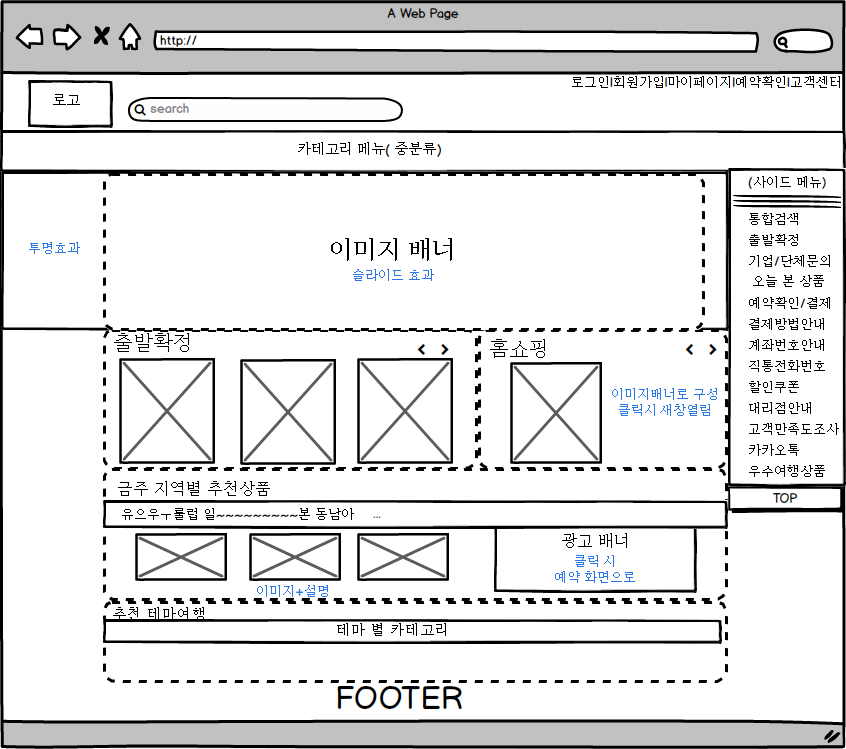 A Web Page
http://
로그인|회원가입|마이페이지|예약확인|고객센터
로고
search
카테고리 메뉴( 중분류)
투명효과
이미지 배너
슬라이드 효과
(사이드 메뉴)
통합검색
출발확정
기업/단체문의
오늘 본 상품
예약확인/결제
결제방법안내
계좌번호안내
직통전화번호
할인쿠폰
대리점안내
고객만족도조사
카카오톡
우수여행상품
TOP
출발확정
홈쇼핑
이미지배너로 구성
클릭시 새창열림
금주 지역별 추천상품
유으우ㅜ룰럽 일~~~~~~~~~본 동남아 ...
이미지+설명
광고 배너
클릭 시
예약 화면으로
추천 테마여행
테마 별 카테고리
FOOTER